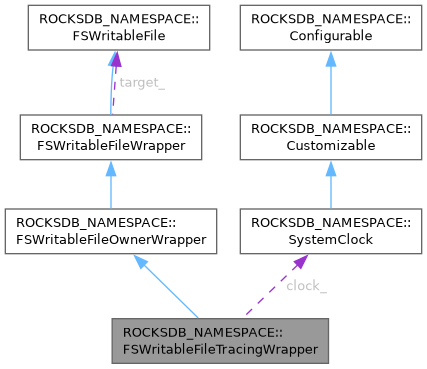 ROCKSDB_NAMESPACE::
FSWritableFile
ROCKSDB_NAMESPACE::
Configurable
target_
ROCKSDB_NAMESPACE::
FSWritableFileWrapper
ROCKSDB_NAMESPACE::
Customizable
ROCKSDB_NAMESPACE::
FSWritableFileOwnerWrapper
ROCKSDB_NAMESPACE::
SystemClock
clock_
ROCKSDB_NAMESPACE::
FSWritableFileTracingWrapper